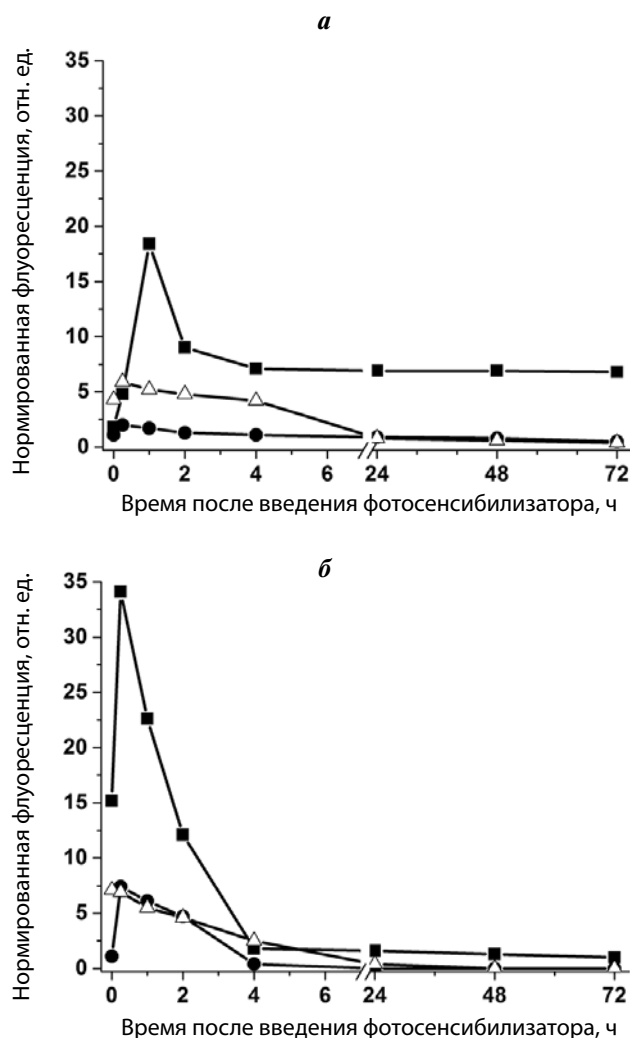 а
Нормированная флуоресценция, отн. ед.
35
30
25
20
15
10
5
0
0 2 4 6 24 48 72
Время после введения фотосенсибилизатора, ч
б
Нормированная флуоресценция, отн. ед.
35
30
25
20
15
10
5
0
0 2 4 6 24 48 72
Время после введения фотосенсибилизатора, ч